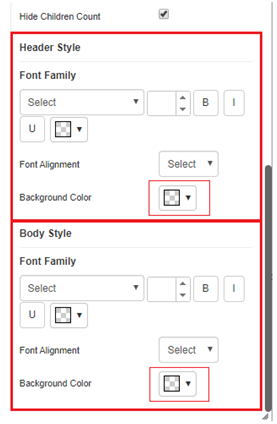 Hide Children Count
Header Style
Font Family
Select B I
U
Font Alignment Select
Background Color
Body Style
Font Family
Select B I
U
Font Alignment Select
Background Color